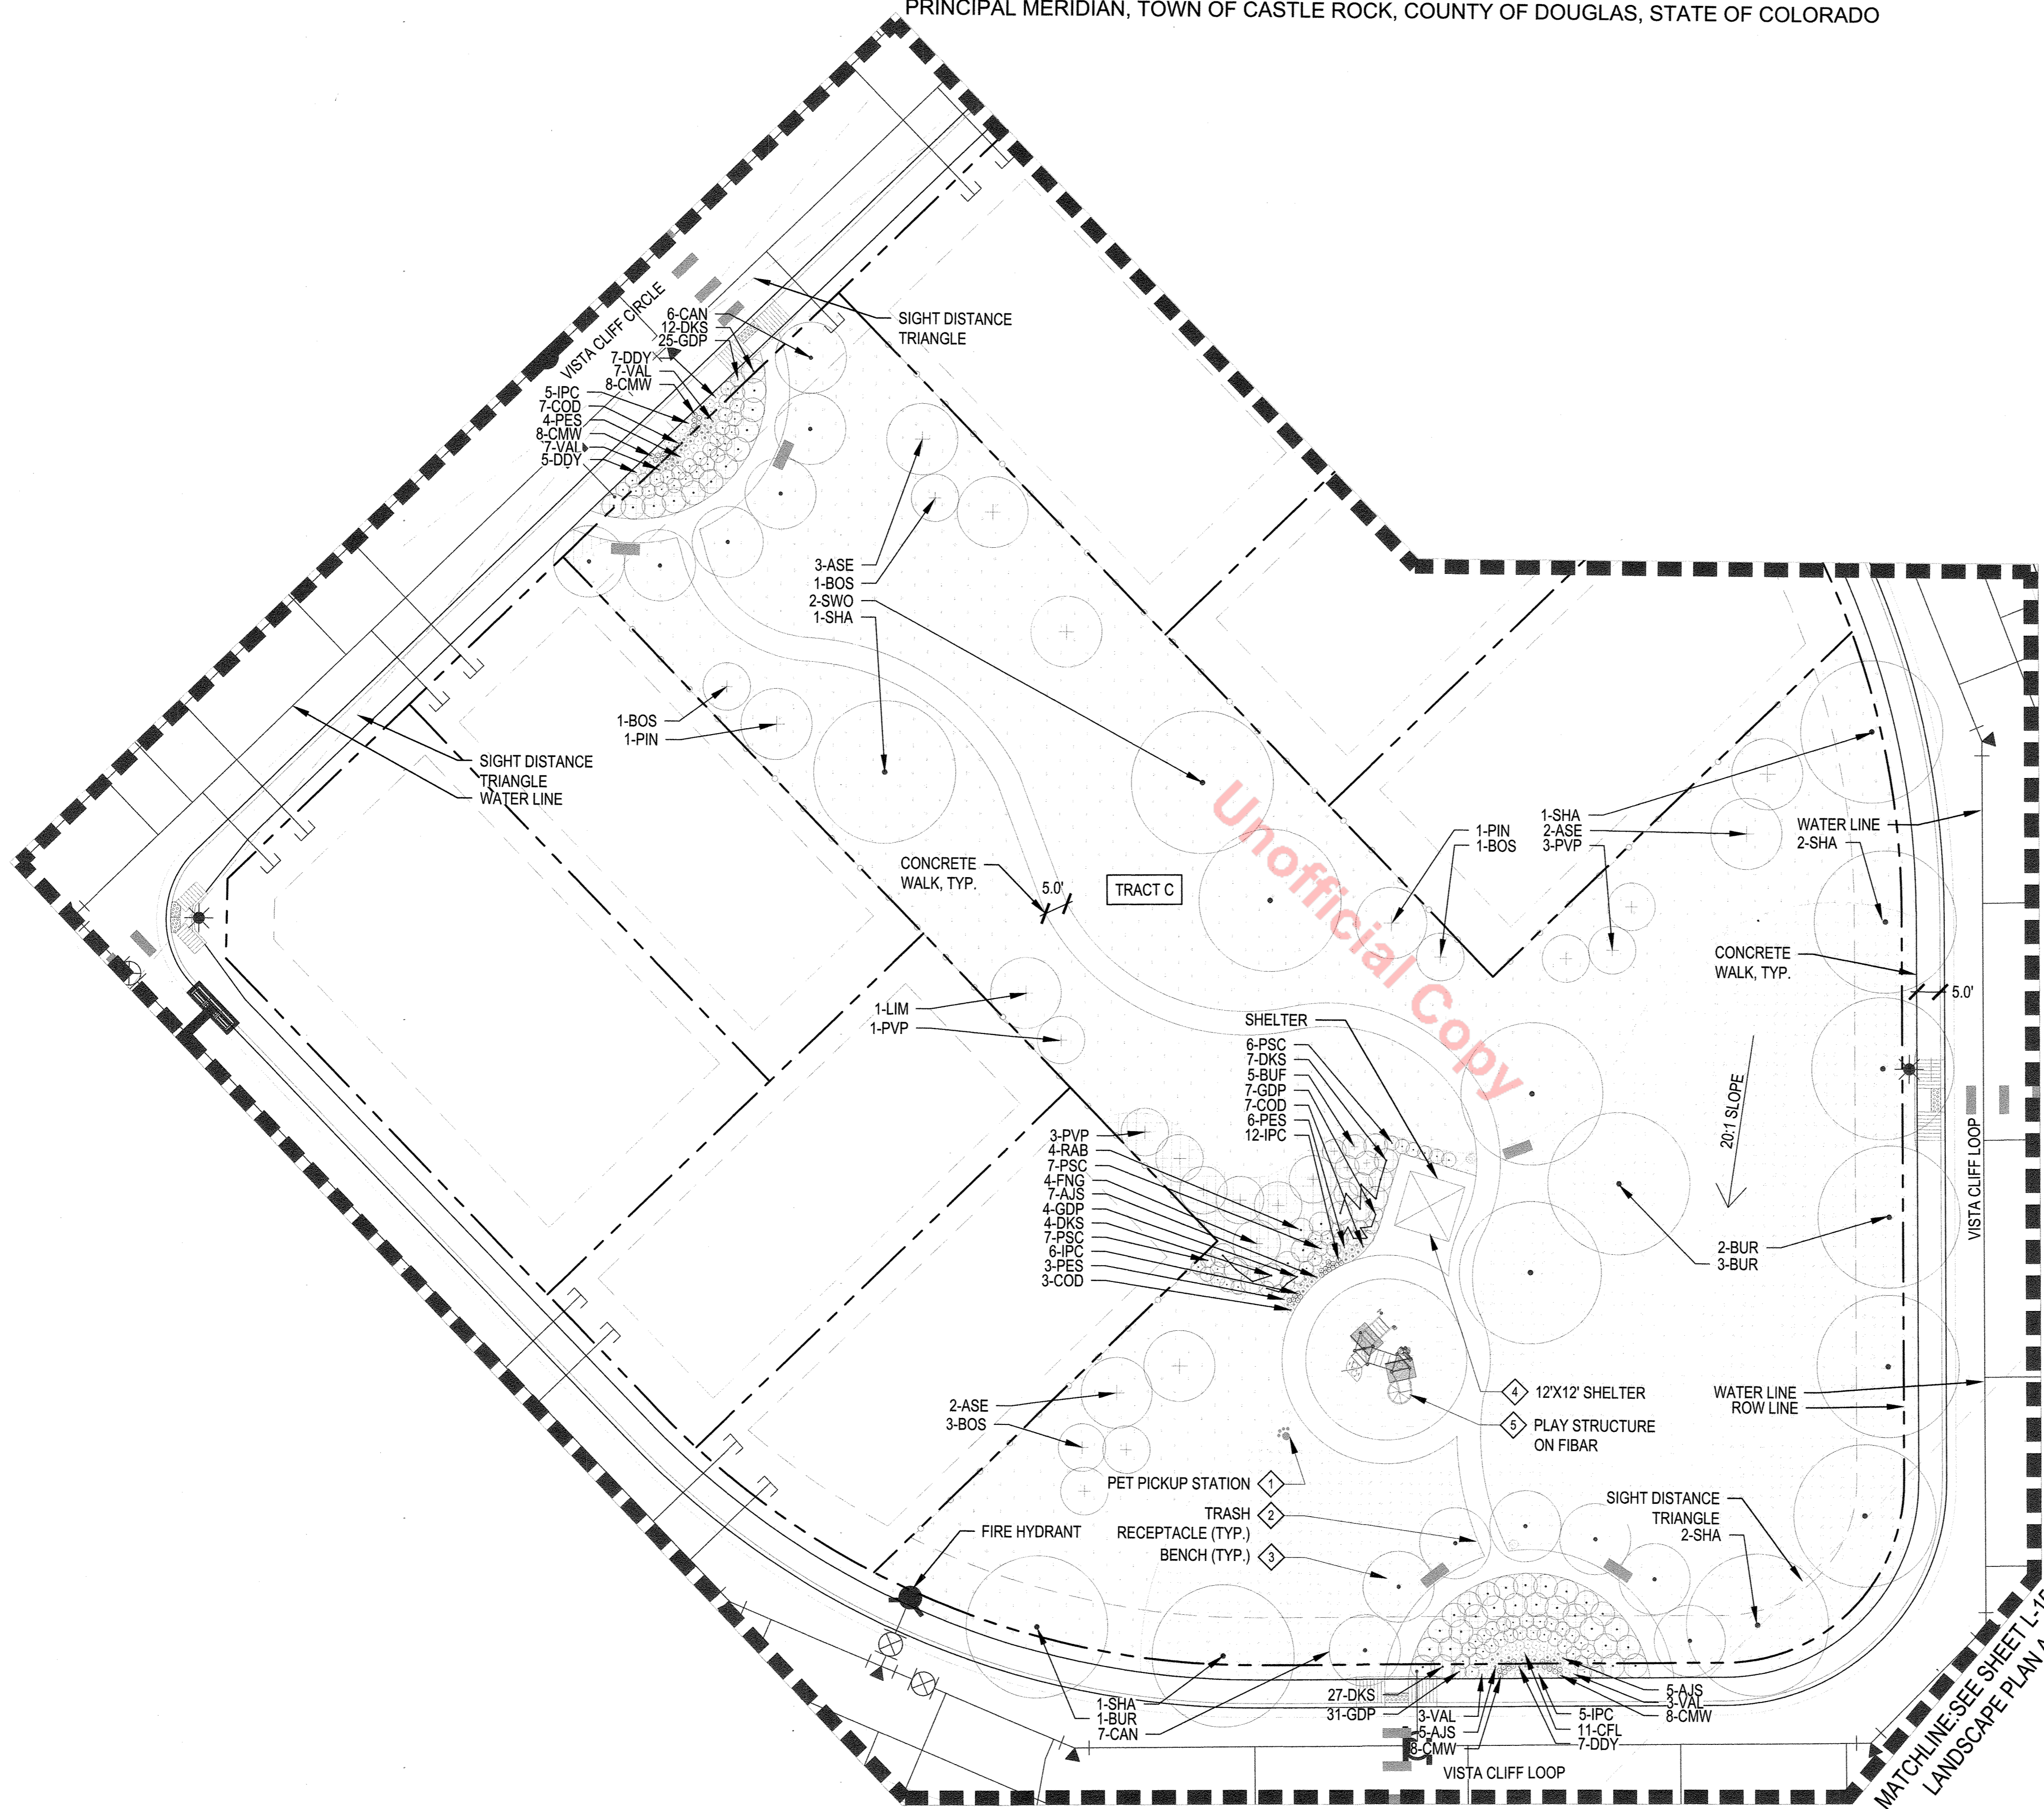 PRINCIPAL MERIDIAN, TOWN OF CASTLE ROCK, COUNTY OF DOUGLAS, STATE OF COLORADO
VISTA CLIFF CIRCLE
6-CAN
12-DKS
25-GDP
7-DDY
7-VAL
8-CMW
5-IPC
7-COD
4-PES
8-CMW
7-VAL
5-DDY
SIGHT DISTANCE
TRIANGLE
3-ASE
1-BOS
2-SWO
1-SHA
1-BOS
1-PIN
SIGHT DISTANCE
TRIANGLE
WATER LINE
CONCRETE
WALK, TYP.
5.0'
TRACT C
Unofficial Copy
1-PIN
1-BOS
1-SHA
2-ASE
3-PVP
WATER LINE
2-SHA
CONCRETE
WALK, TYP.
5.0'
1-LIM
1-PVP
SHELTER
6-PSC
7-DKS
5-BUF
7-GDP
7-COD
6-PES
12-IPC
3-PVP
4-RAB
7-PSC
4-FNG
7-AJS
4-GDP
4-DKS
7-PSC
6-IPC
3-PES
3-COD
20:1 SLOPE
VISTA CLIFF LOOP
2-BUR
3-BUR
2-ASE
3-BOS
4 12'X12' SHELTER
5 PLAY STRUCTURE
ON FIBAR
WATER LINE
ROW LINE
PET PICKUP STATION 1
TRASH 2
RECEPTACLE (TYP.)
BENCH (TYP.) 3
SIGHT DISTANCE
TRIANGLE
2-SHA
FIRE HYDRANT
1-SHA
1-BUR
7-CAN
27-DKS
31-GDP
3-VAL
5-AJS
8-CMW
5-IPC
11-CFL
7-DDY
5-AJS
3-VAL
8-CMW
VISTA CLIFF LOOP
MATCHLINE:SEE SHEET
LANDSCAPE PLAN